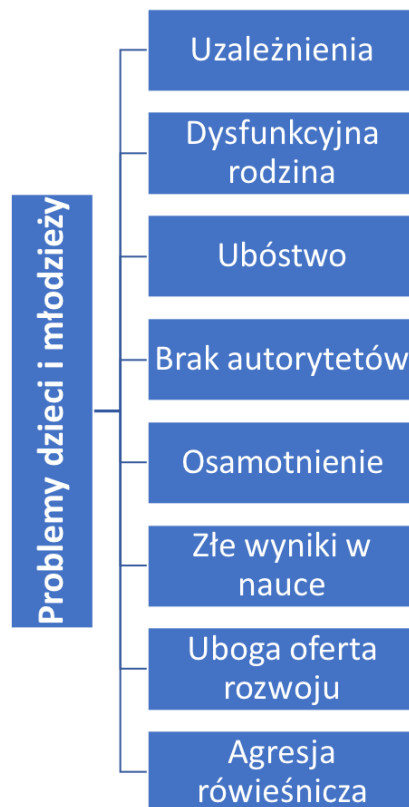 Problemy dzieci i młodzieży
Uzależnienia
Dysfunkcyjna
rodzina
Ubóstwo
Brak autorytetów
Osamotnienie
Złe wyniki w
nauce
Uboga oferta
rozwoju
Agresja
rówieśnicza